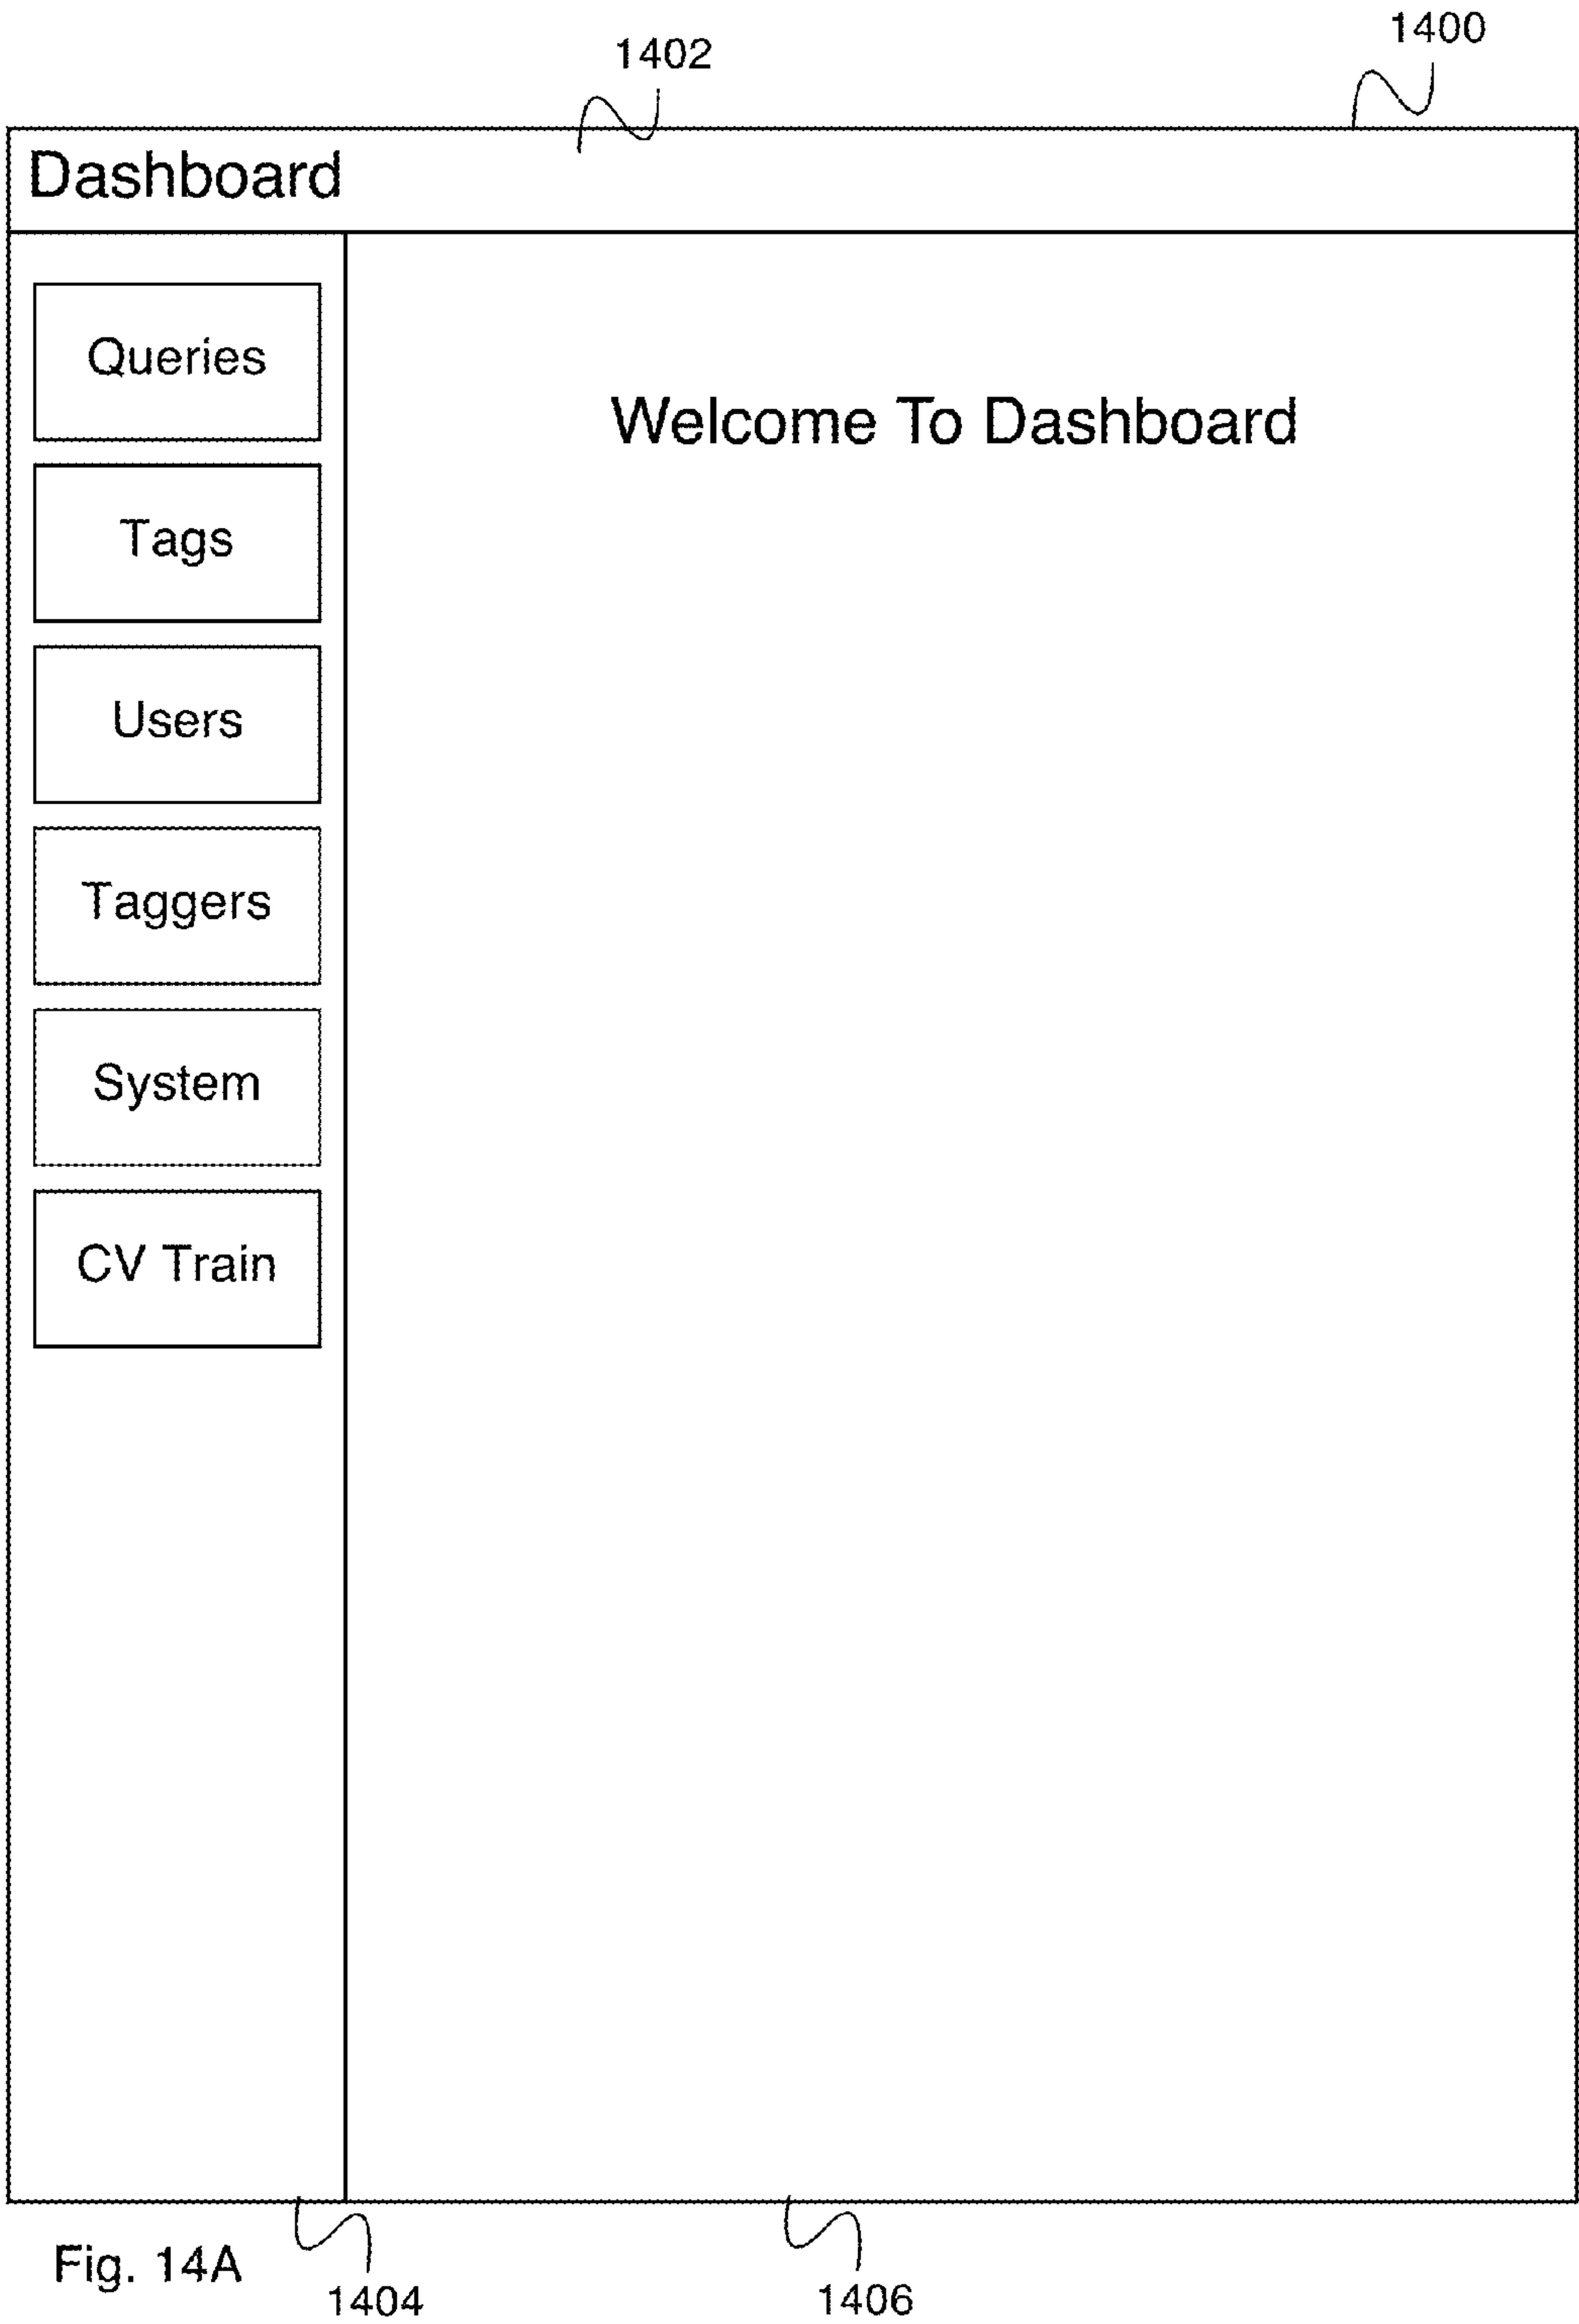 1402
1400
Dashboard
Queries
Welcome To Dashboard
Tags
Users
Taggers
System
CV Train
Fig. 14A
1404
1406